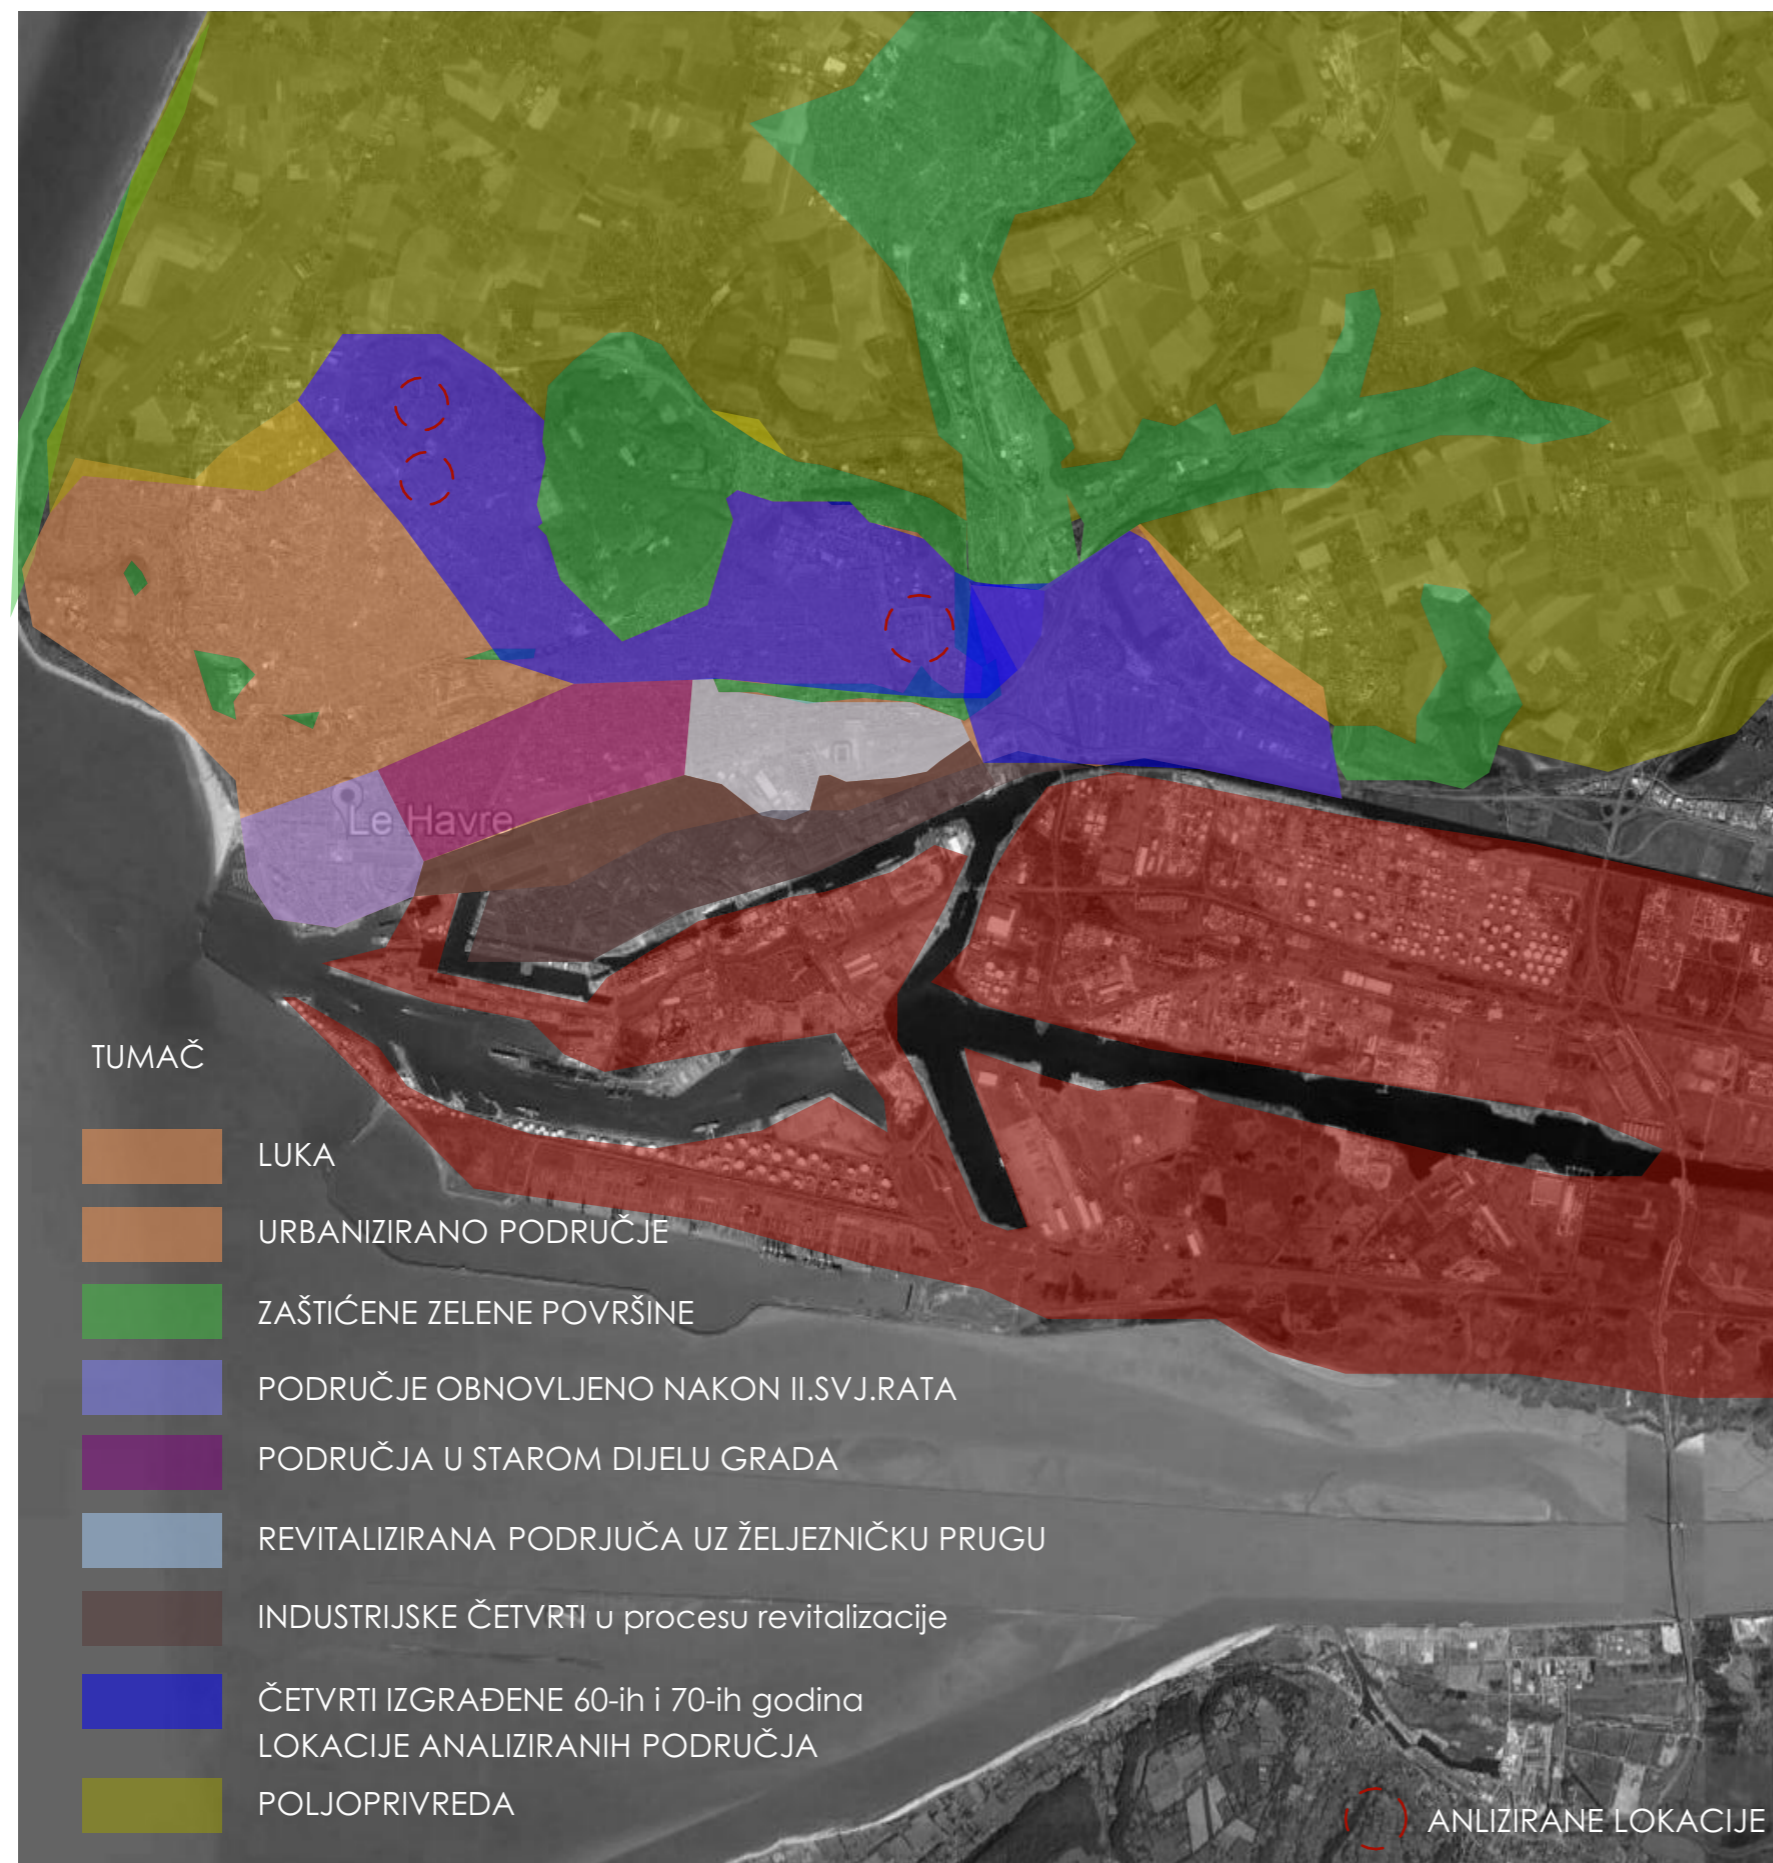 Le Havre
TUMAČ
LUKA
URBANIZIRANO PODRUČJE
ZAŠTIĆENE ZELENE POVRŠINE
PODRUČJE OBNOVLJENO NAKON II.SVJ.RATA
PODRUČJA U STAROM DIJELU GRADA
REVITALIZIRANA PODRJUČA UZ ŽELJEZNIČKU PRUGU
INDUSTRIJSKE ČETVRTI u procesu revitalizacije
ČETVRTI IZGRAĐENE 60-ih i 70-ih godina
LOKACIJE ANALIZIRANIH PODRUČJA
POLJOPRIVREDA
ANLIZIRANE LOKACIJE